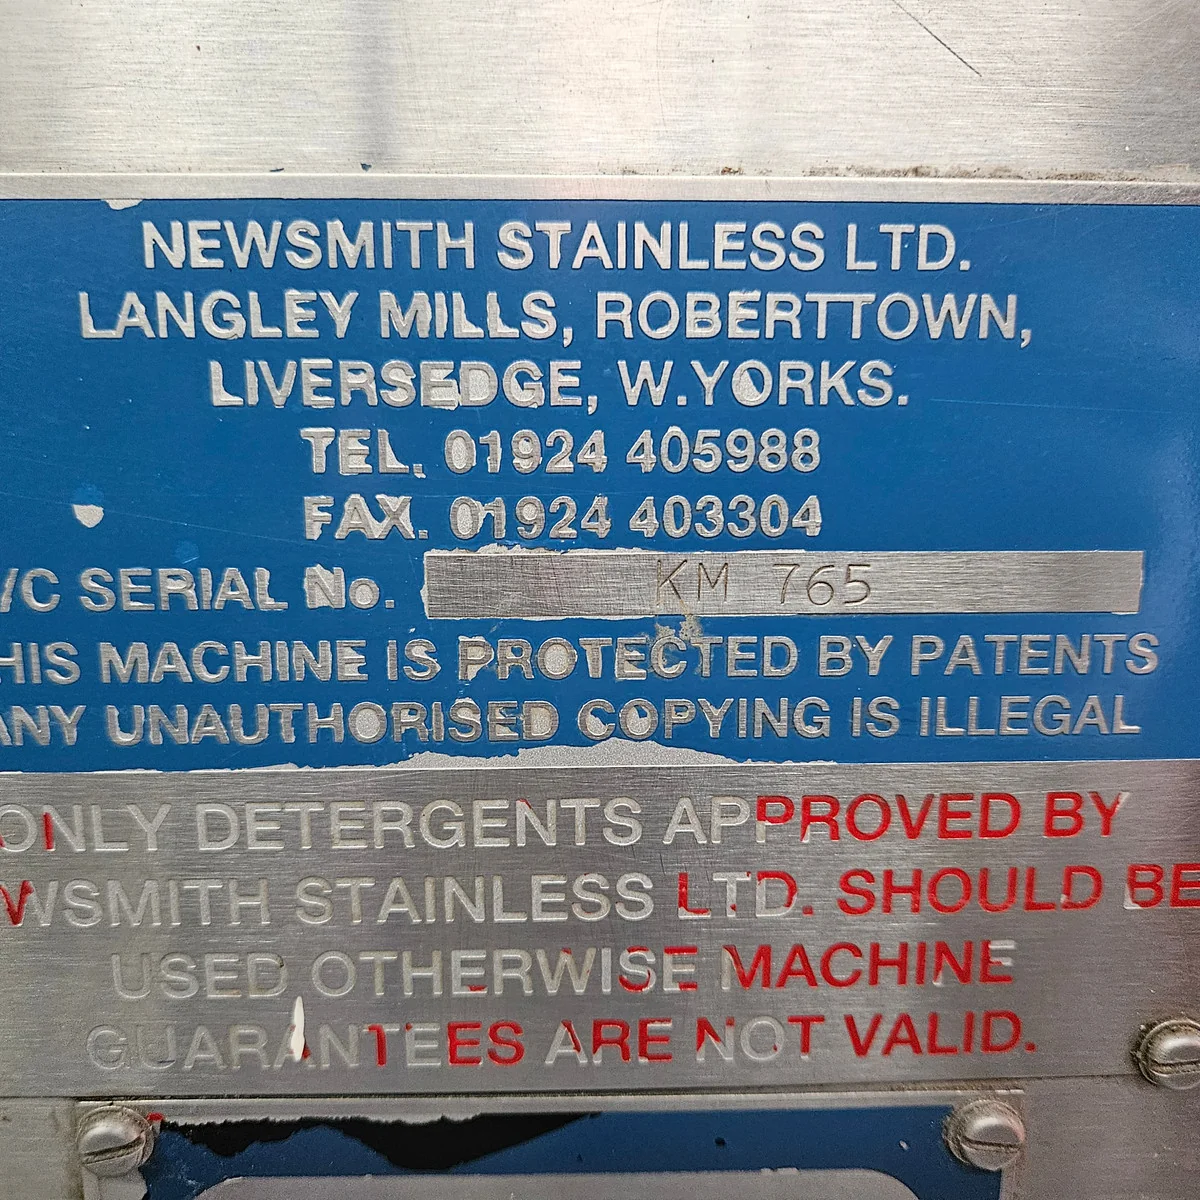 NEWSMITH STAINLESS LTD.
LANGLEY MILLS, ROBERTTOWN,
LIVERSEDGE, W.YORKS.
TEL. 01924 405988
FAX. 01924 403304
/C SERIAL No. KM 765
HIS MACHINE IS PROTECTED BY PATENTS
ANY UNAUTHORISED COPYING IS ILLEGAL
ONLY DETERGENTS APPROVED BY
WSMITH STAINLESS LTD. SHOULD BE
USED OTHERWISE MACHINE
GUARANTEES ARE NOT VALID.